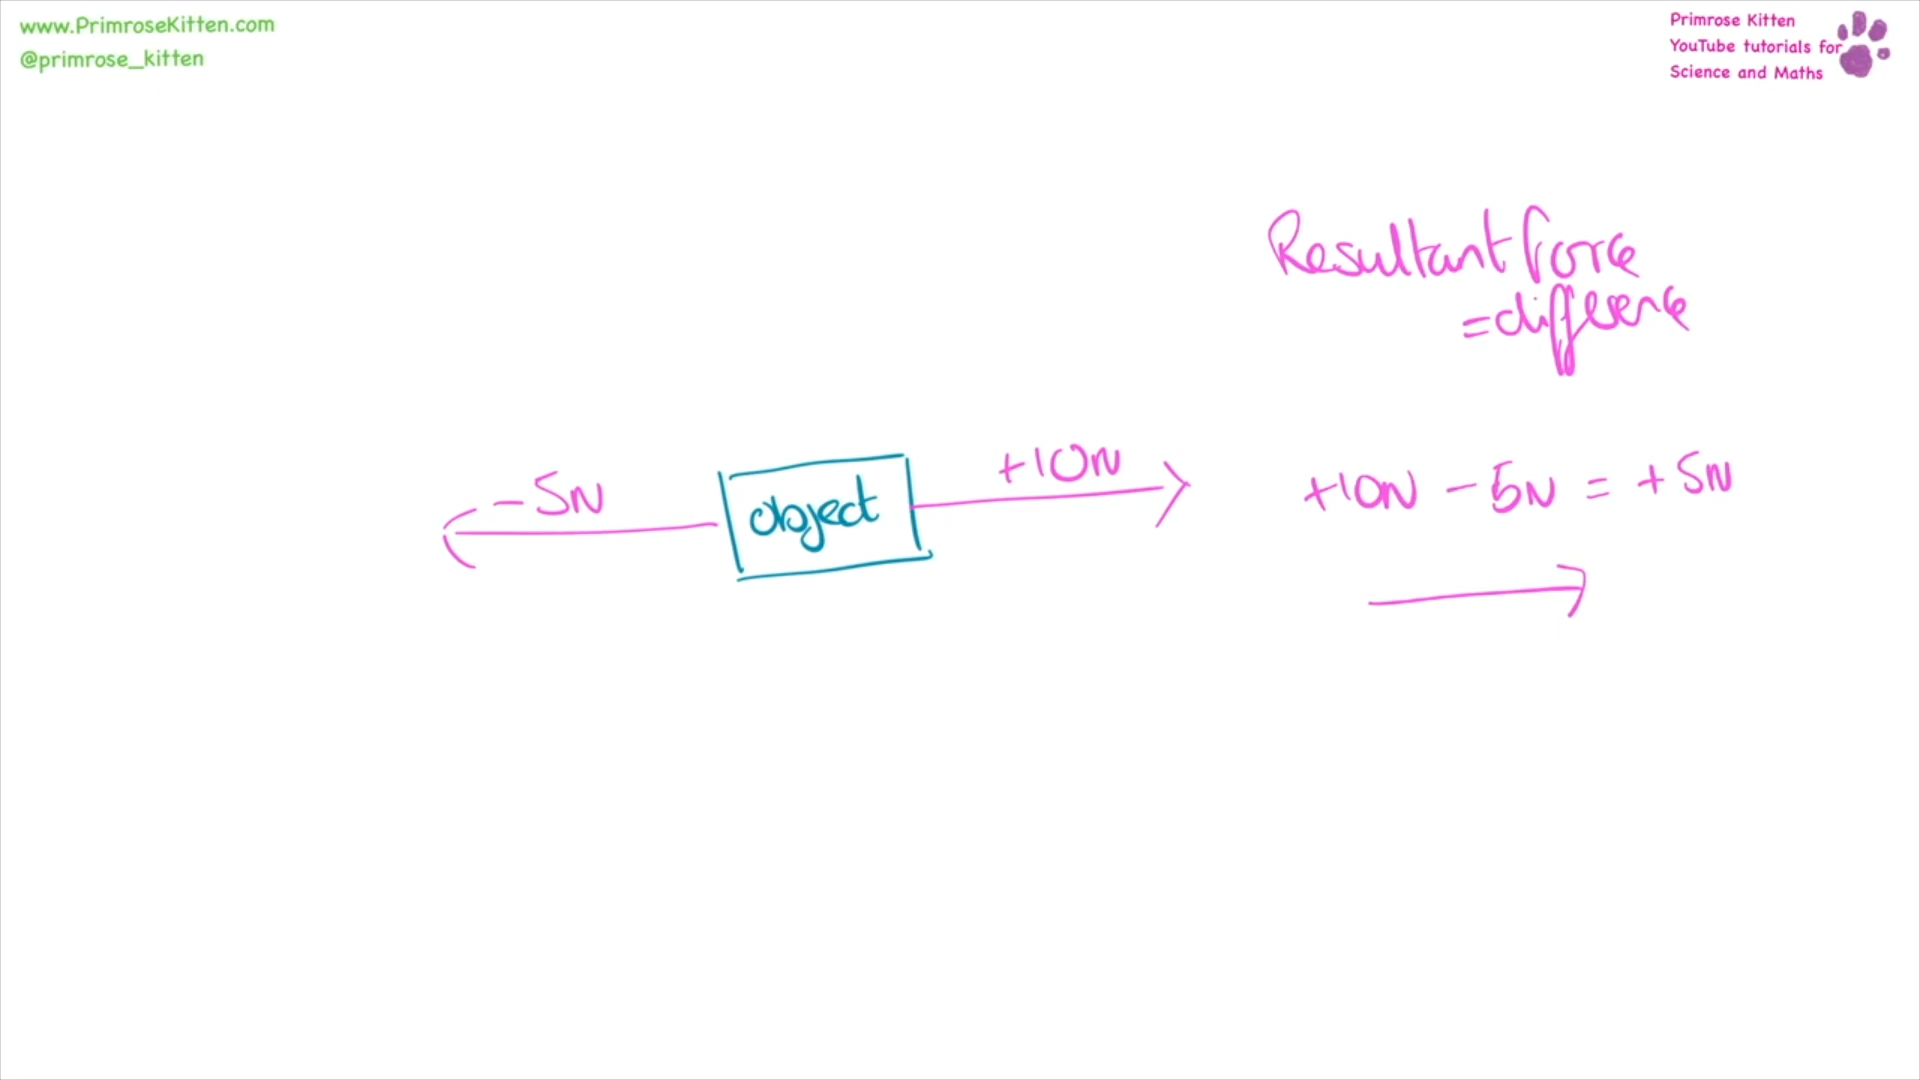 www.PrimroseKitten.com
@primrose_kitten
Primrose Kitten
YouTube tutorials for
Science and Maths
Resultant force
=difference
-5N
object
+10N
+10N -5N = +5N